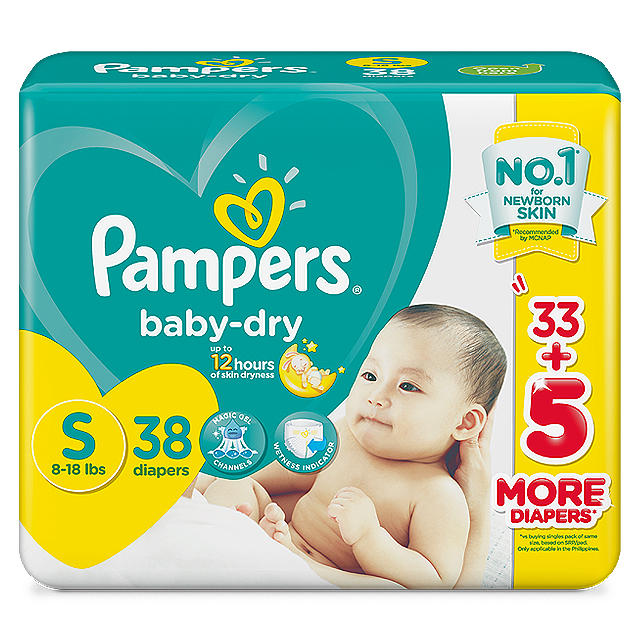 Pampers
baby-dry
S
38
NO.1*
for
NEWBORN
SKIN
*Recommended
by MCNAP
Pampers®
baby-dry
up to
12 hours
of skin dryness
33
+
5
MORE
DIAPERS*
*vs buying singles pack of same
size, based on SRP/pad.
Only applicable in the Philippines.
S
8-18 lbs
38
diapers
MAGIC GEL
CHANNELS
WETNESS INDICATOR